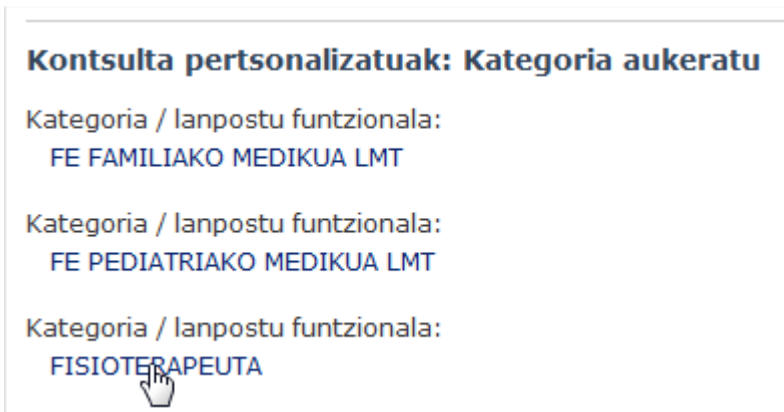 Kontsulta pertsonalizatuak: Kategoria aukeratu
Kategoria / lanpostu funtzionala:
FE FAMILIAKO MEDIKUA LMT
Kategoria / lanpostu funtzionala:
FE PEDIATRIAKO MEDIKUA LMT
Kategoria / lanpostu funtzionala:
FISIOTERAPEUTA